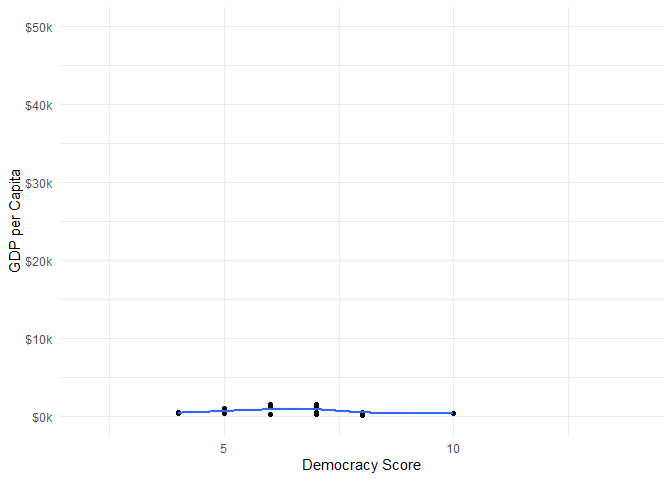 $50k
$40k
$30k
$20k
$10k
$0k
GDP per Capita
5 10
Democracy Score